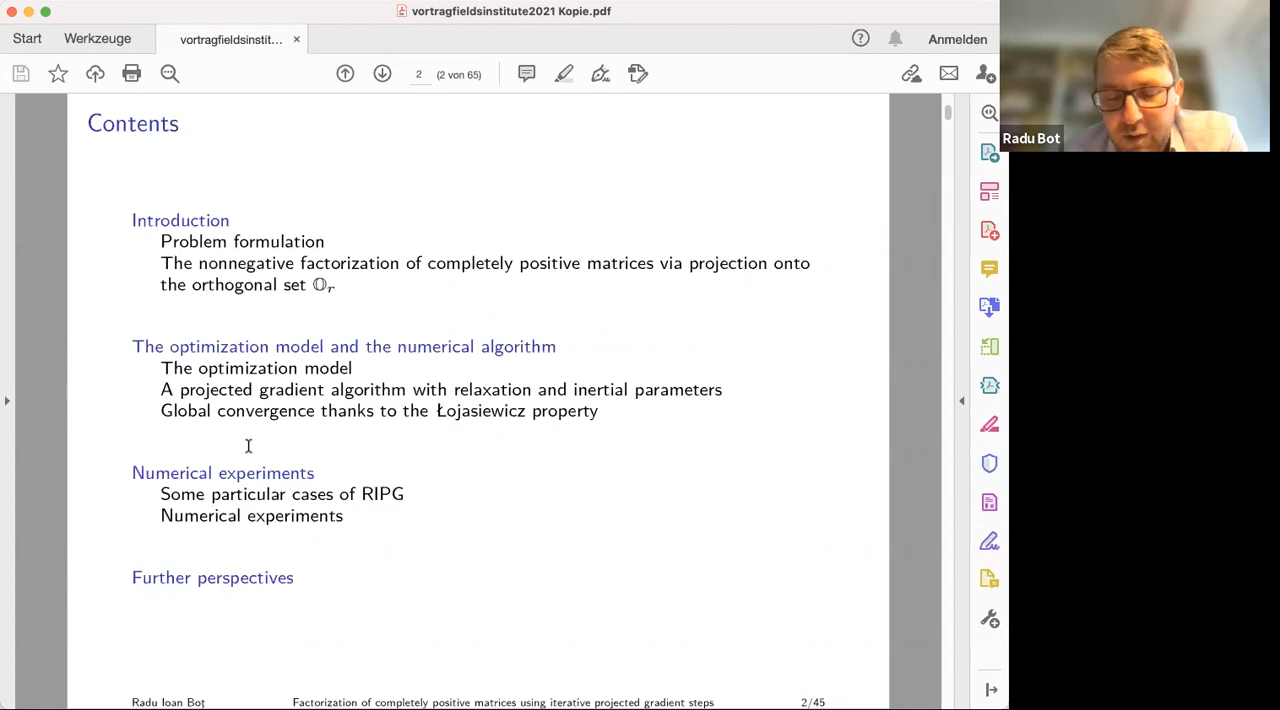 vortragfieldsinstitute2021 Kopie.pdf
Start
Werkzeuge
vortragfieldsinstit...
×
Anmelden
2
(2 von 65)
Radu Bot
Contents
Introduction
Problem formulation
The nonnegative factorization of completely positive matrices via projection onto
the orthogonal set 𝕆ᵣ
The optimization model and the numerical algorithm
The optimization model
A projected gradient algorithm with relaxation and inertial parameters
Global convergence thanks to the Łojasiewicz property
Numerical experiments
Some particular cases of RIPG
Numerical experiments
Further perspectives
Radu Ioan Boț
Factorization of completely positive matrices using iterative projected gradient steps
2/45